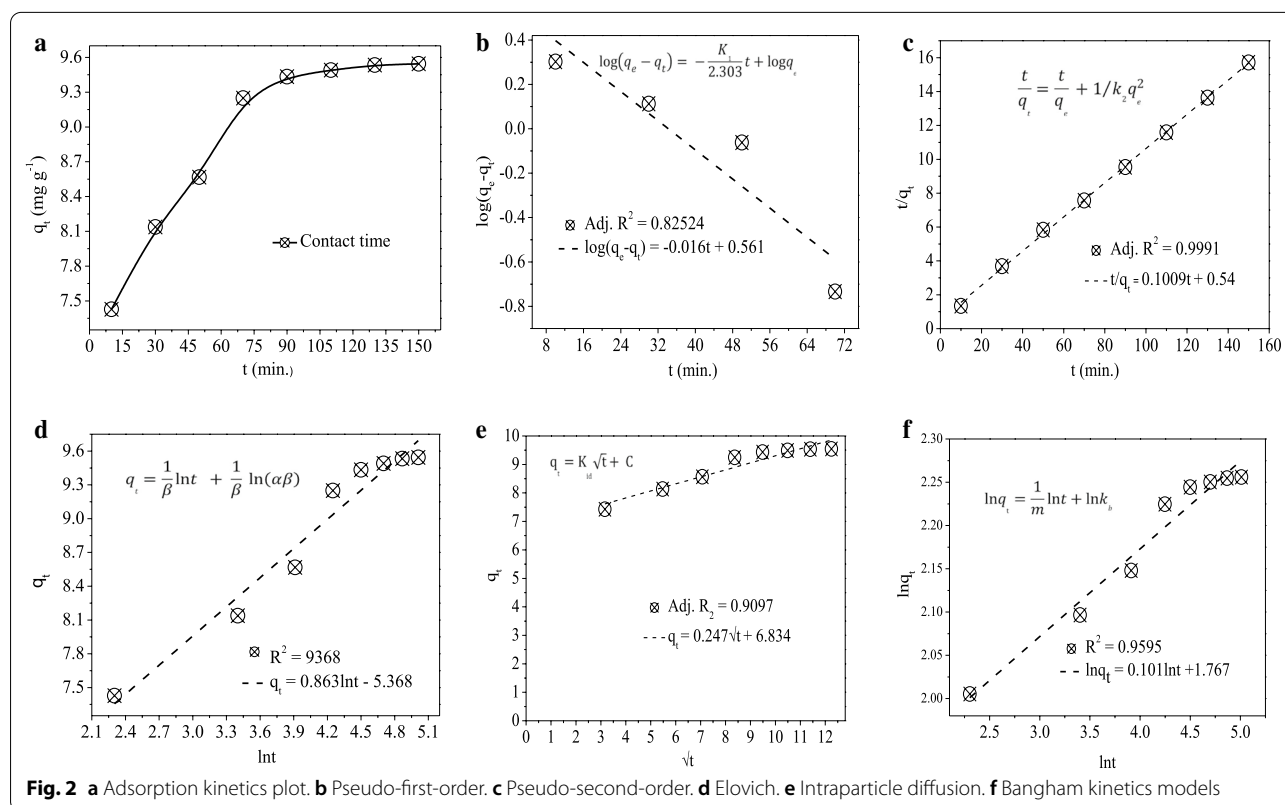 a
9.6
9.3
9.0
8.7
8.4
8.1
7.8
7.5
q_t (mg g⁻¹)
Contact time
0 15 30 45 60 75 90 105 120 135 150
t (min.)
b
0.4
0.2
0.0
-0.2
-0.4
-0.6
-0.8
log(q_e-q_t)
log(q_e − q_t) = −K_1/2.303 t + logq_e
Adj. R² = 0.82524
log(q_e-q_t) = -0.016t + 0.561
8 16 24 32 40 48 56 64 72
t (min.)
c
16
14
12
10
8
6
4
2
0
t/q_t
t/q_t = t/q_e + 1/k_2 q_e²
Adj. R² = 0.9991
t/q_t = 0.1009t + 0.54
0 20 40 60 80 100 120 140 160
t (min.)
d
9.6
9.3
9.0
8.7
8.4
8.1
7.8
7.5
q_t
q_t = 1/β lnt + 1/β ln(αβ)
R² = 9368
q_t = 0.863lnt - 5.368
2.1 2.4 2.7 3.0 3.3 3.6 3.9 4.2 4.5 4.8 5.1
lnt
e
10
9
8
7
6
5
4
3
2
1
0
q_t
q_t = K_id √t + C
Adj. R_2 = 0.9097
q_t = 0.247√t + 6.834
0 1 2 3 4 5 6 7 8 9 10 11 12
√t
f
2.30
2.25
2.20
2.15
2.10
2.05
2.00
lnq_t
lnq_t = 1/m lnt + lnk_b
R² = 0.9595
lnq_t = 0.101lnt +1.767
2.5 3.0 3.5 4.0 4.5 5.0
lnt
Fig. 2 a Adsorption kinetics plot. b Pseudo-first-order. c Pseudo-second-order. d Elovich. e Intraparticle diffusion. f Bangham kinetics models